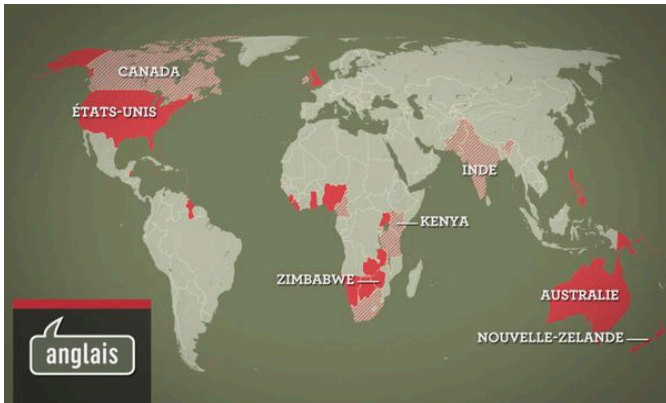 CANADA
ÉTATS-UNIS
INDE
KENYA
ZIMBABWE
AUSTRALIE
NOUVELLE-ZELANDE
anglais